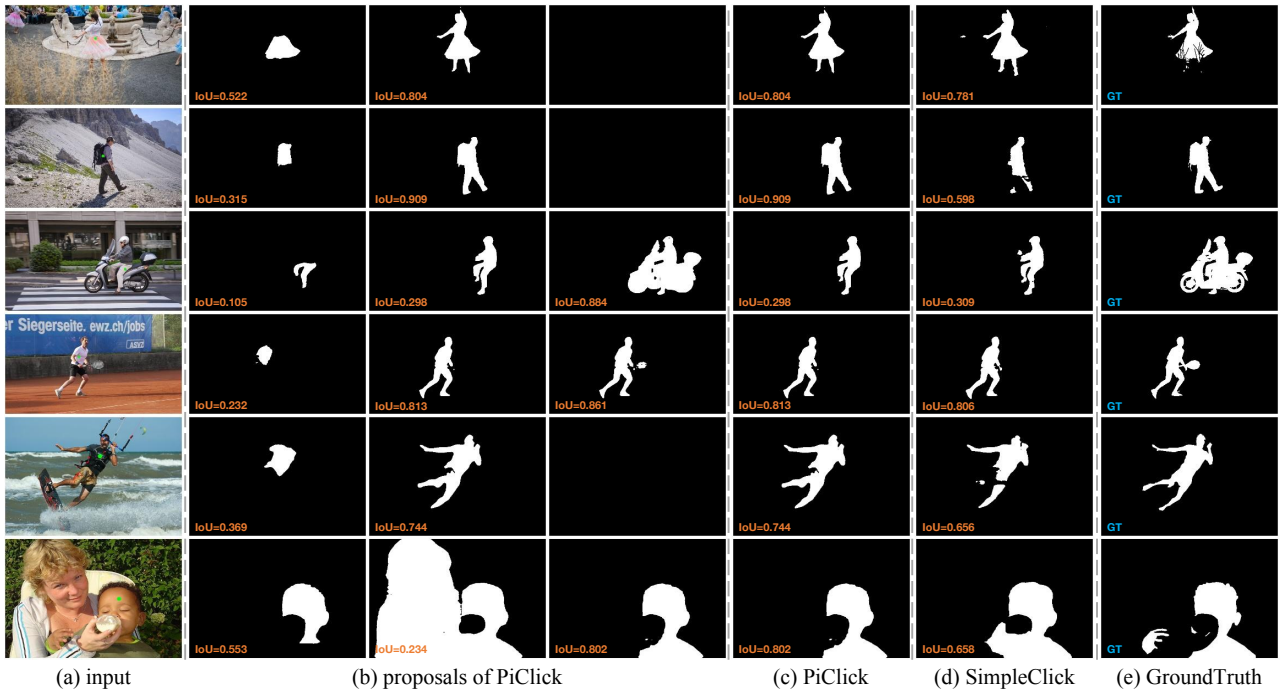 IoU=0.522 IoU=0.804 IoU=0.804 IoU=0.781 GT
IoU=0.315 IoU=0.909 IoU=0.909 IoU=0.598 GT
IoU=0.105 IoU=0.298 IoU=0.884 IoU=0.298 IoU=0.309 GT
er Siegerseite. ewz.ch/jobs
ASVZ
IoU=0.232 IoU=0.813 IoU=0.861 IoU=0.813 IoU=0.806 GT
IoU=0.369 IoU=0.744 IoU=0.744 IoU=0.656 GT
IoU=0.553 IoU=0.234 IoU=0.802 IoU=0.802 IoU=0.658 GT
(a) input (b) proposals of PiClick (c) PiClick (d) SimpleClick (e) GroundTruth